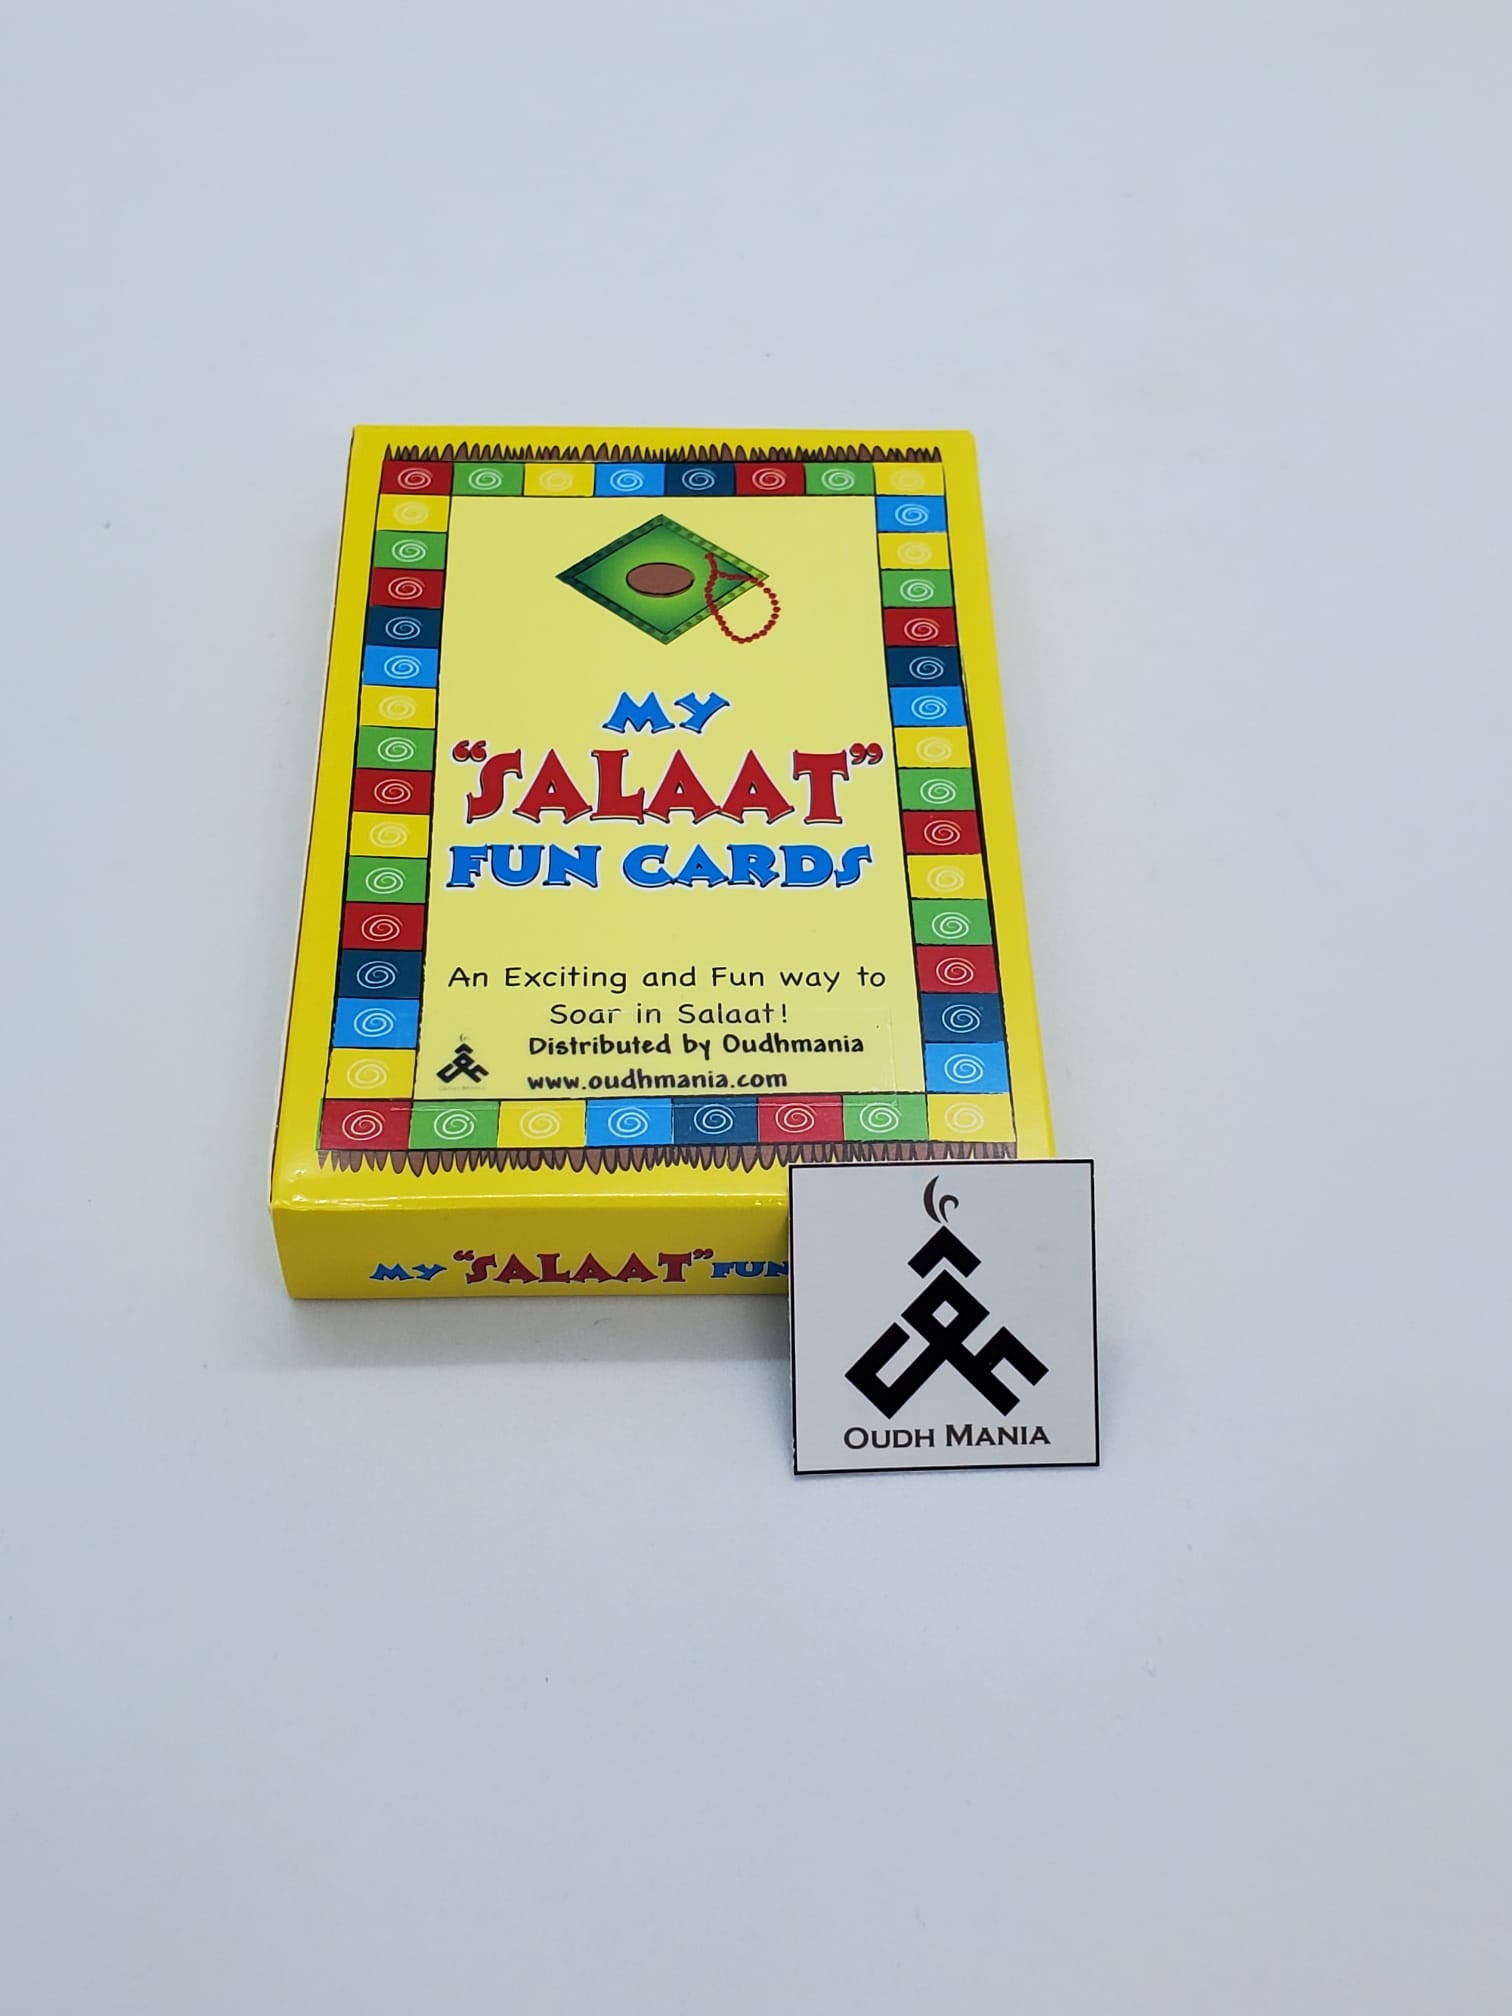 MY
"SALAAT"
FUN CARDS
An Exciting and Fun way to
Soar in Salaat!
Distributed by Oudhmania
www.oudhmania.com
MY "SALAAT" FUN
OUDH MANIA